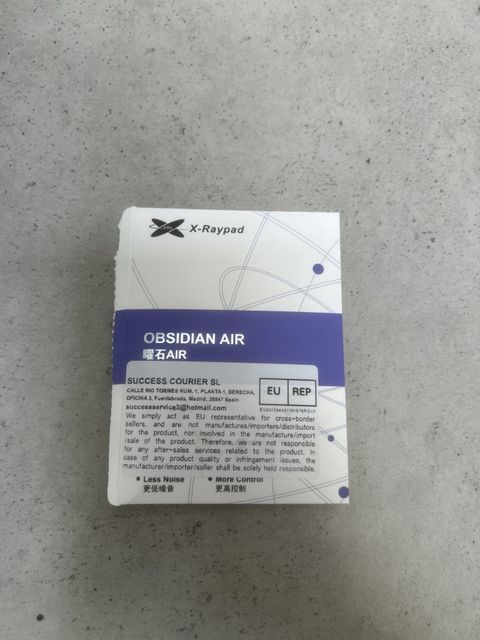 X-Raypad
OBSIDIAN AIR
曜石AIR
SUCCESS COURIER SL
CALLE RIO TORMES NUM. 1, PLANTA 1, DERECHA,
OFICINA 3, Fuenlabrada, Madrid, 28947 Spain
successservice2@hotmail.com
EU REP
We simply act as EU representative for cross-border
sellers, and are not manufactures/importers/distributors
for the product, nor involved in the manufacture/import
/sale of the product. Therefore, we are not responsible
for any after-sales services related to the product. In
case of any product quality or infringement issues, the
manufacturer/importer/seller shall be solely held responsible.
• Less Noise • More Control
更低噪音 更高控制